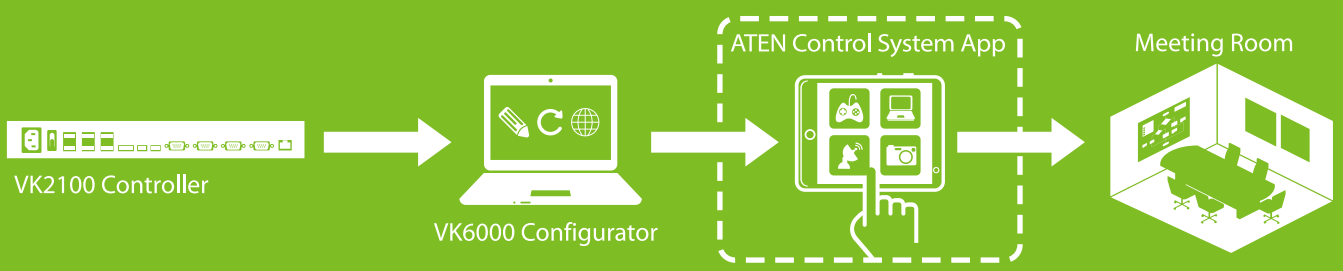 ATEN Control System App
Meeting Room
VK2100 Controller
VK6000 Configurator